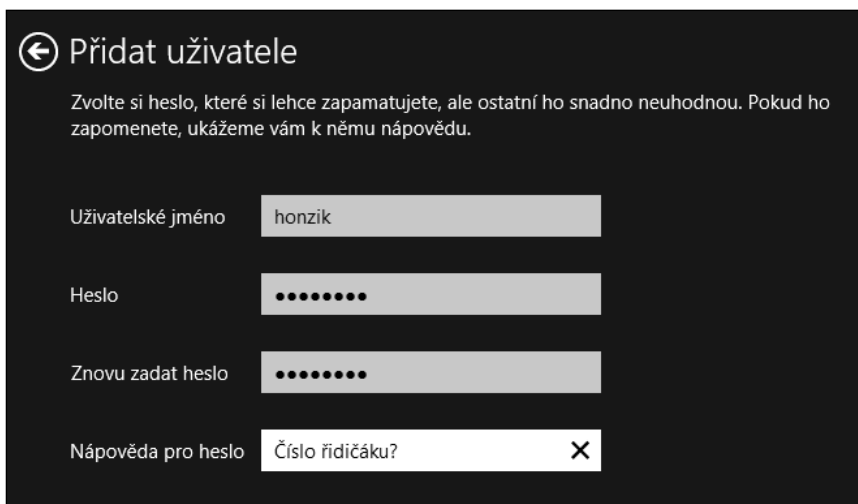 Přidat uživatele
Zvolte si heslo, které si lehce zapamatujete, ale ostatní ho snadno neuhodnou. Pokud ho
zapomenete, ukážeme vám k němu nápovědu.
Uživatelské jméno honzik
Heslo ●●●●●●●●
Znovu zadat heslo ●●●●●●●●
Nápověda pro heslo Číslo řidičáku?